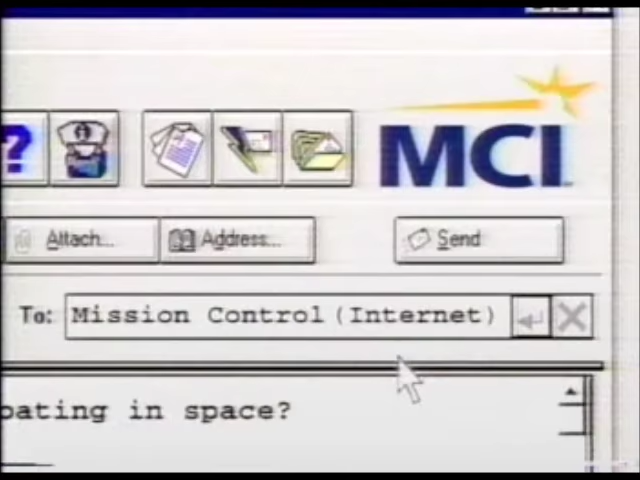 ?
MCI
Attach... Address... Send
To: Mission Control (Internet)
oating in space?